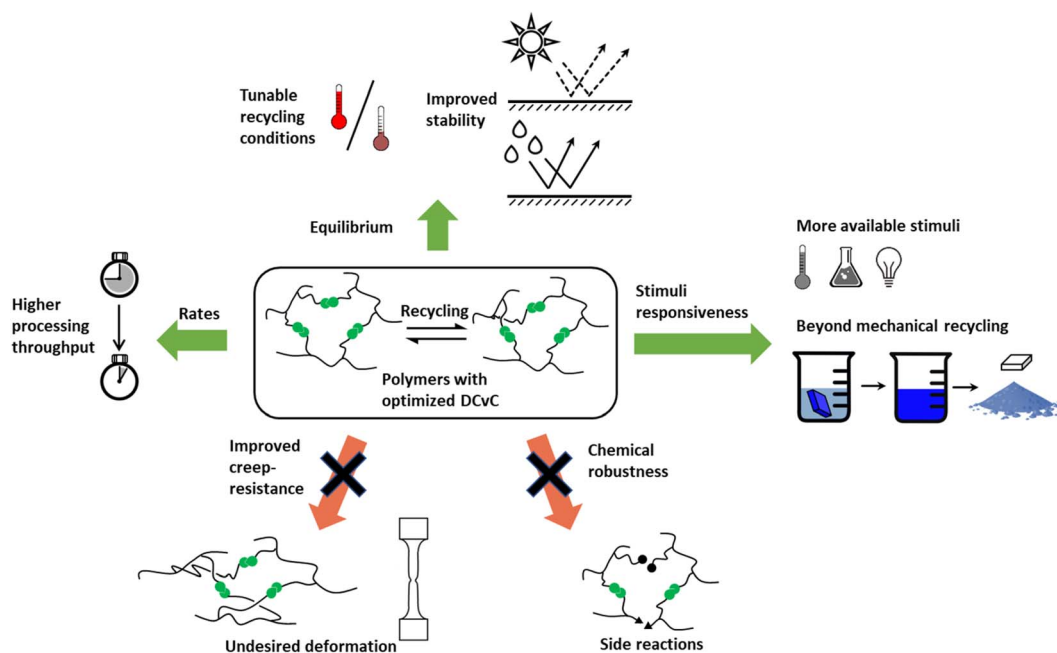 Tunable
recycling
conditions
Improved
stability
Equilibrium
More available stimuli
Higher
processing
throughput
Rates
Recycling
Polymers with
optimized DCvC
Stimuli
responsiveness
Beyond mechanical recycling
Improved
creep-
resistance
Chemical
robustness
Undesired deformation
Side reactions